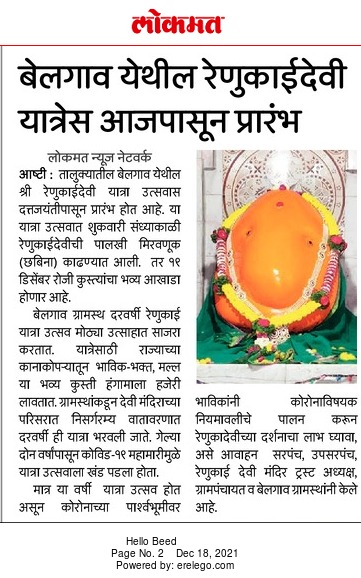 लोकमत
बेलगाव येथील रेणुकाईदेवी
यात्रेस आजपासून प्रारंभ
लोकमत न्यूज नेटवर्क
आष्टी : तालुक्यातील बेलगाव येथील
श्री रेणुकाईदेवी यात्रा उत्सवास
दत्तजयंतीपासून प्रारंभ होत आहे. या
यात्रा उत्सवात शुक्रवारी संध्याकाळी
रेणुकाईदेवीची पालखी मिरवणूक
(छबिना) काढण्यात आली. तर १९
डिसेंबर रोजी कुस्त्यांचा भव्य आखाडा
होणार आहे.
बेलगाव ग्रामस्थ दरवर्षी रेणुकाई
यात्रा उत्सव मोठ्या उत्साहात साजरा
करतात. यात्रेसाठी राज्याच्या
कानाकोपऱ्यातून भाविक-भक्त, मल्ल
या भव्य कुस्ती हंगामाला हजेरी
लावतात. ग्रामस्थांकडून देवी मंदिराच्या
परिसरात निसर्गरम्य वातावरणात
दरवर्षी ही यात्रा भरवली जाते. गेल्या
दोन वर्षांपासून कोविड-१९ महामारीमुळे
यात्रा उत्सवाला खंड पडला होता.
मात्र या वर्षी यात्रा उत्सव होत
असून कोरोनाच्या पार्श्वभूमीवर
भाविकांनी कोरोनाविषयक
नियमावलीचे पालन करून
रेणुकादेवीच्या दर्शनाचा लाभ घ्यावा,
असे आवाहन सरपंच, उपसरपंच,
रेणुकाई देवी मंदिर ट्रस्ट अध्यक्ष,
ग्रामपंचायत व बेलगाव ग्रामस्थांनी केले
आहे.
Hello Beed
Page No. 2 Dec 18, 2021
Powered by: erelego.com